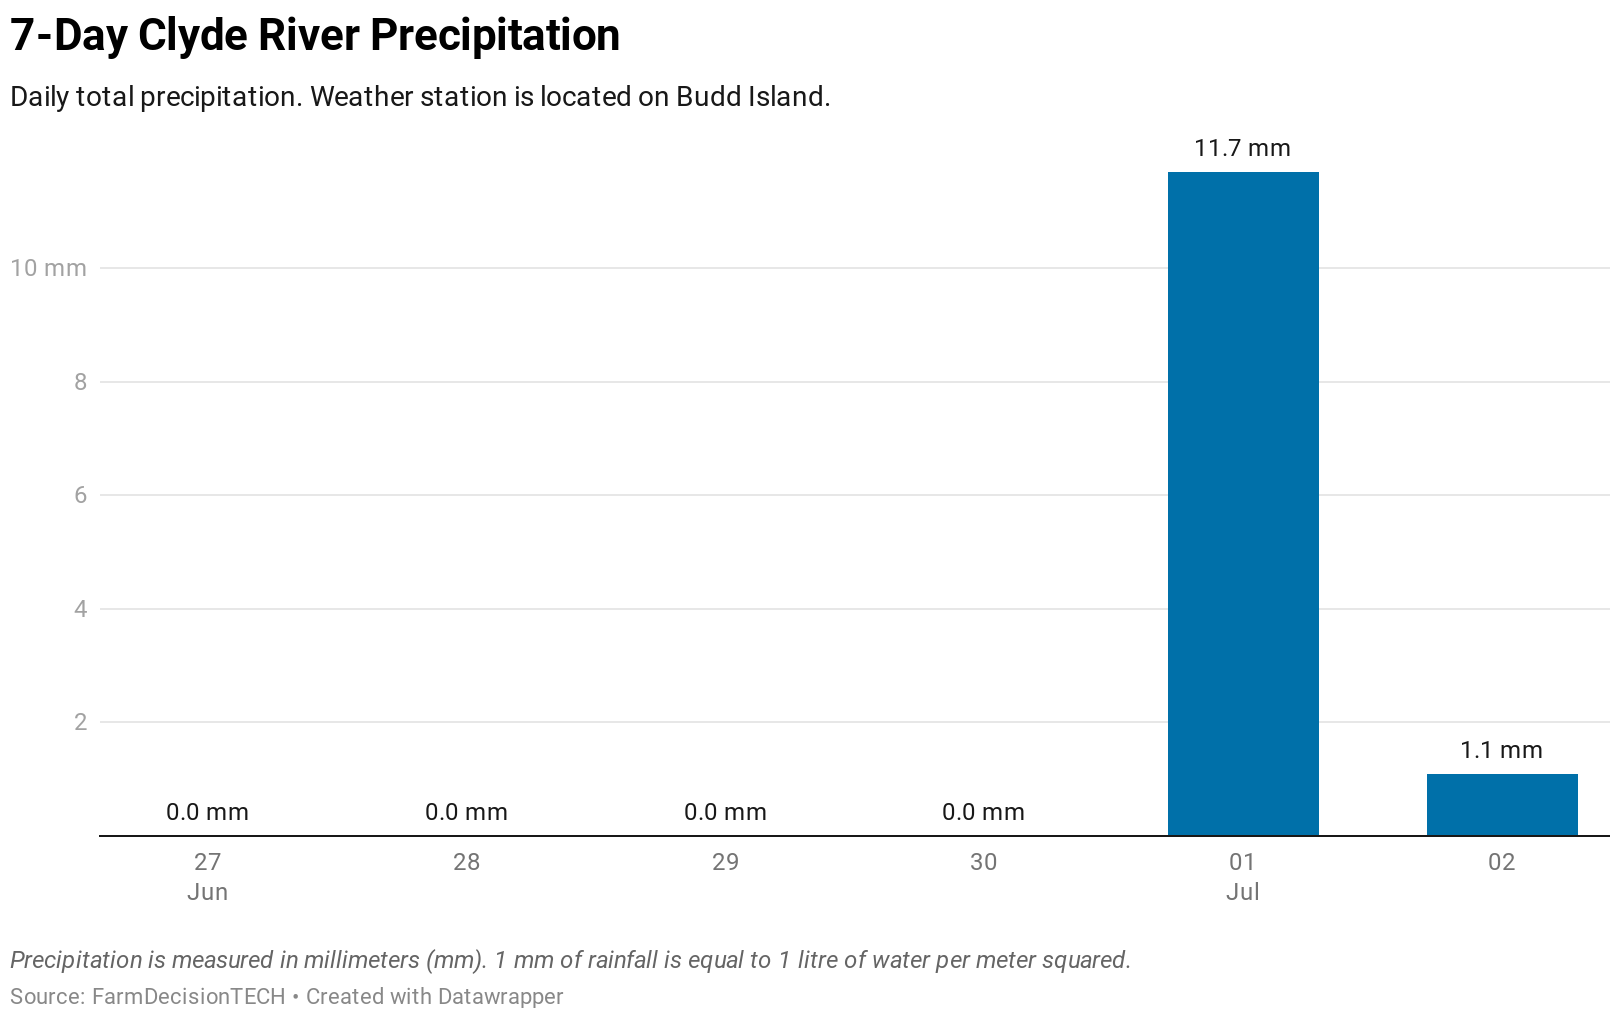 7-Day Clyde River Precipitation
Daily total precipitation. Weather station is located on Budd Island.
11.7 mm
10 mm
8
6
4
2
1.1 mm
0.0 mm 0.0 mm 0.0 mm 0.0 mm
27 28 29 30 01 02
Jun Jul
Precipitation is measured in millimeters (mm). 1 mm of rainfall is equal to 1 litre of water per meter squared.
Source: FarmDecisionTECH • Created with Datawrapper